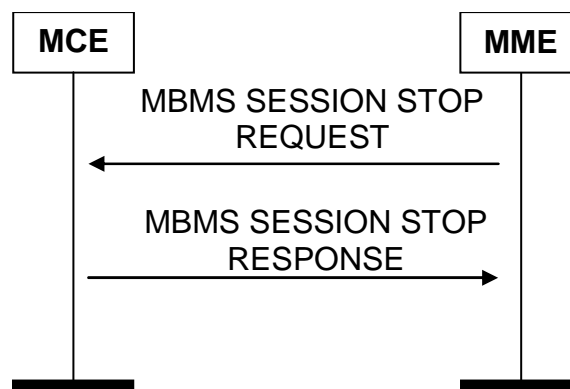 MCE
MME
MBMS SESSION STOP
REQUEST
MBMS SESSION STOP
RESPONSE